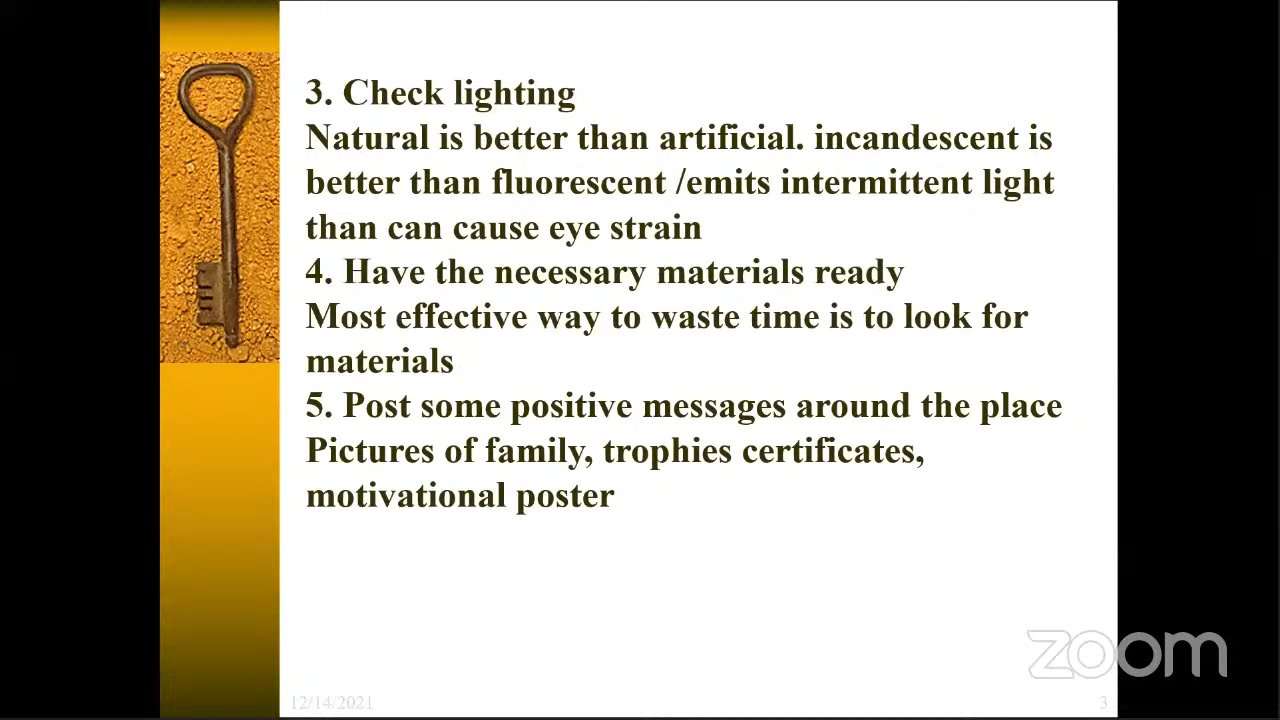 3. Check lighting
Natural is better than artificial. incandescent is
better than fluorescent /emits intermittent light
than can cause eye strain
4. Have the necessary materials ready
Most effective way to waste time is to look for
materials
5. Post some positive messages around the place
Pictures of family, trophies certificates,
motivational poster
zoom
12/14/2021
3